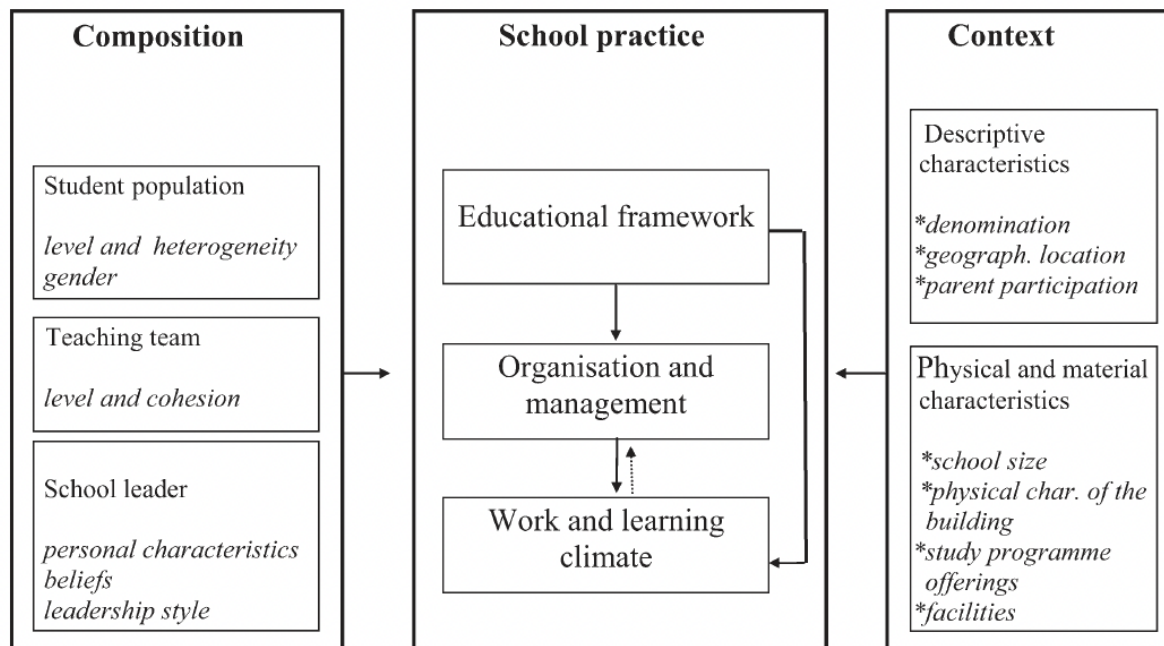 Composition
Student population
level and heterogeneity
gender
Teaching team
level and cohesion
School leader
personal characteristics
beliefs
leadership style
School practice
Educational framework
Organisation and
management
Work and learning
climate
Context
Descriptive
characteristics
*denomination
*geograph. location
*parent participation
Physical and material
characteristics
*school size
*physical char. of the
building
*study programme
offerings
*facilities